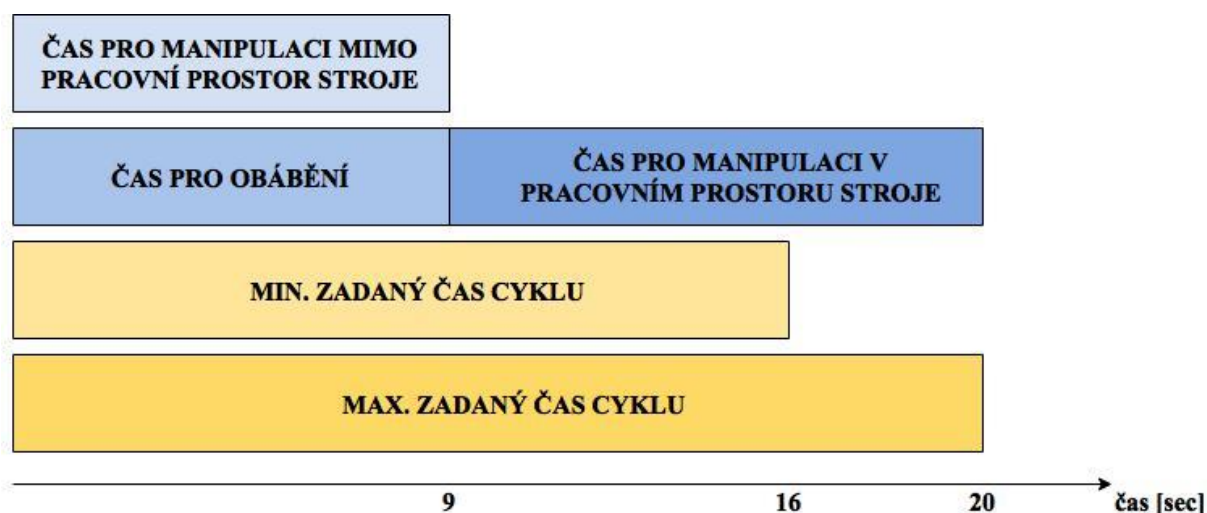 ČAS PRO MANIPULACI MIMO
PRACOVNÍ PROSTOR STROJE
ČAS PRO OBÁBĚNÍ
ČAS PRO MANIPULACI V
PRACOVNÍM PROSTORU STROJE
MIN. ZADANÝ ČAS CYKLU
MAX. ZADANÝ ČAS CYKLU
9 16 20 čas [sec]